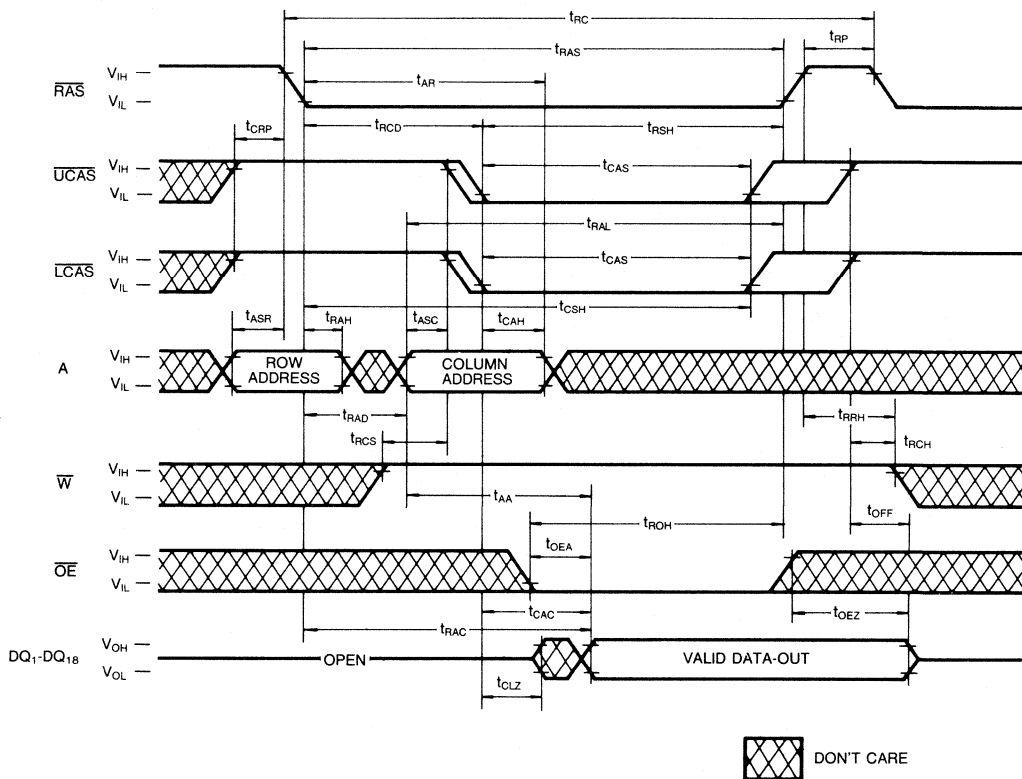 tRC
tRP
tRAS
tAR
RAS
VIH
VIL
tCRP
tRCD
tRSH
UCAS
VIH
VIL
tCAS
tRAL
LCAS
VIH
VIL
tCAS
tCSH
tASR
tRAH
tASC
tCAH
A
VIH
VIL
ROW
ADDRESS
COLUMN
ADDRESS
tRAD
tRRH
tRCS
tRCH
W
VIH
VIL
tAA
tOFF
tROH
tOEA
OE
VIH
VIL
tCAC
tOEZ
tRAC
DQ1-DQ18
VOH
VOL
OPEN
VALID DATA-OUT
tCLZ
DON'T CARE